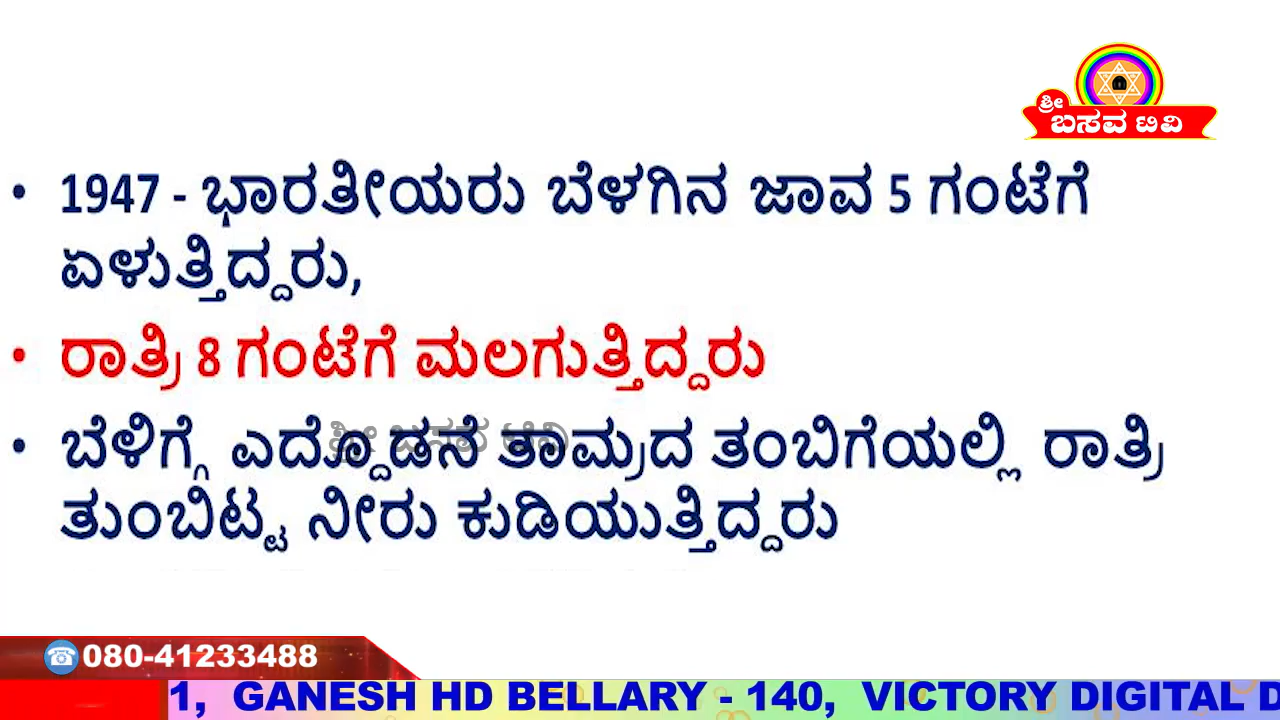 ಶ್ರೀ
ಬಸವ ಟಿವಿ
• 1947 - ಭಾರತೀಯರು ಬೆಳಗಿನ ಜಾವ 5 ಗಂಟೆಗೆ
ಏಳುತ್ತಿದ್ದರು,
• ರಾತ್ರಿ 8 ಗಂಟೆಗೆ ಮಲಗುತ್ತಿದ್ದರು
• ಬೆಳಿಗ್ಗೆ ಎದ್ದೊಡನೆ ತಾಮ್ರದ ತಂಬಿಗೆಯಲ್ಲಿ ರಾತ್ರಿ
ಶ್ರೀ ಬಸವ ಟಿವಿ
ತುಂಬಿಟ್ಟ ನೀರು ಕುಡಿಯುತ್ತಿದ್ದರು
080-41233488
1, GANESH HD BELLARY - 140, VICTORY DIGITAL D